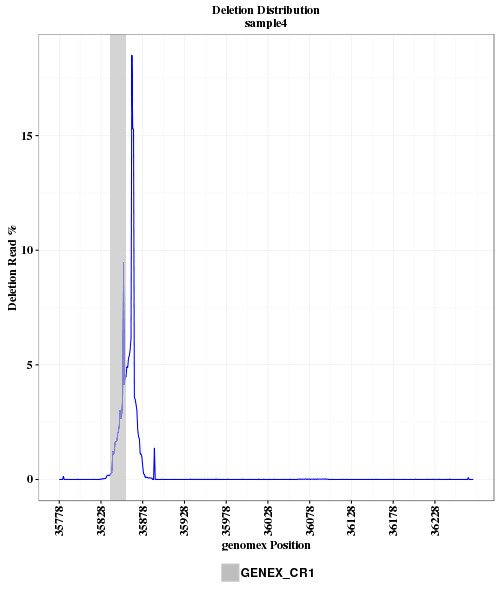 Deletion Distribution
sample4
Deletion Read %
15
10
5
0
35778
35828
35878
35928
35978
36028
36078
36128
36178
36228
genomex Position
GENEX_CR1